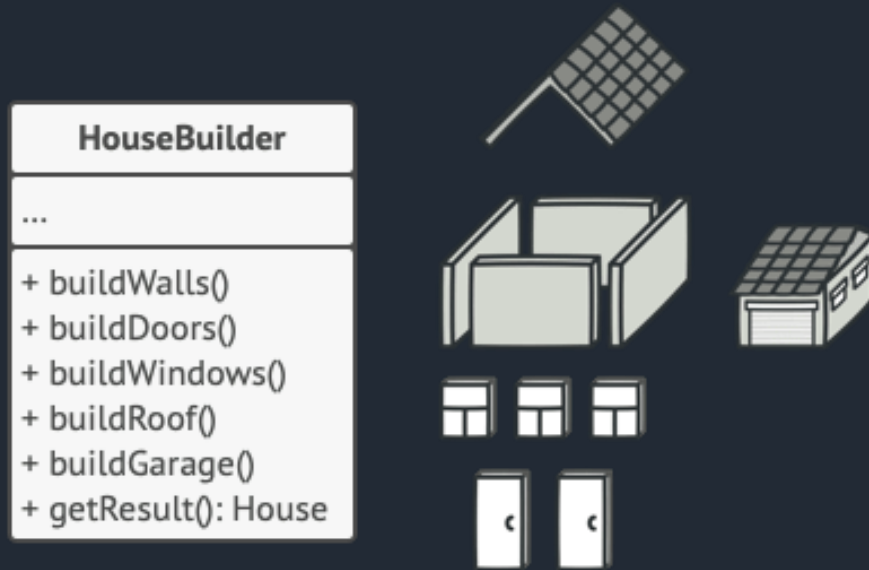 HouseBuilder
...
+ buildWalls()
+ buildDoors()
+ buildWindows()
+ buildRoof()
+ buildGarage()
+ getResult(): House